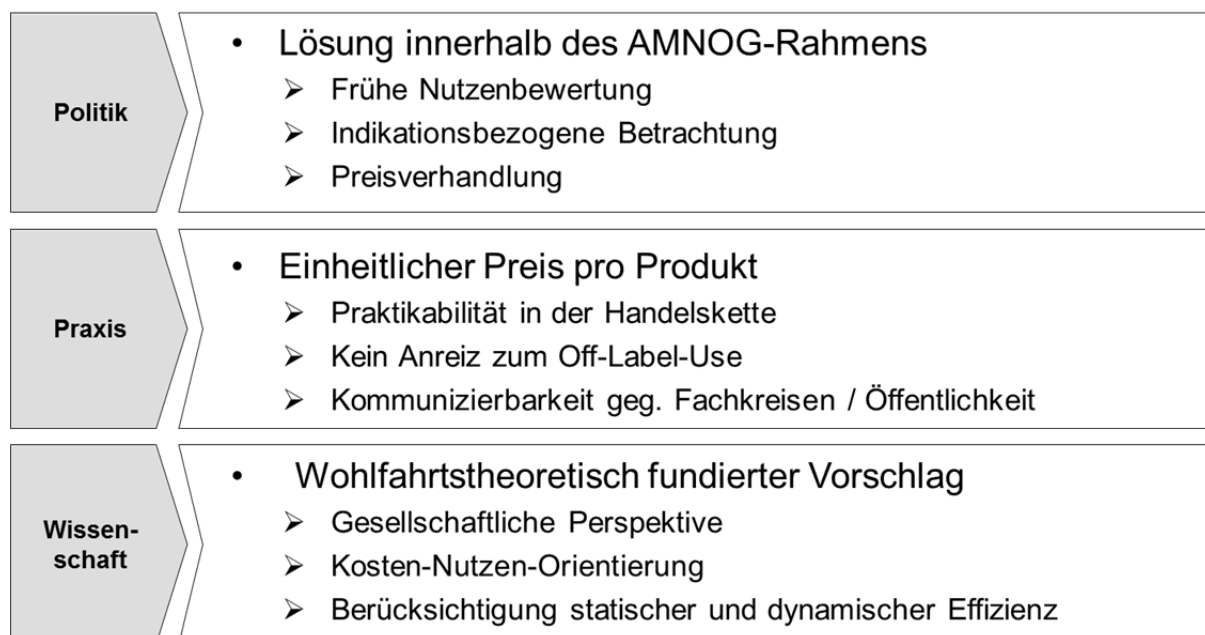 Politik
• Lösung innerhalb des AMNOG-Rahmens
➢ Frühe Nutzenbewertung
➢ Indikationsbezogene Betrachtung
➢ Preisverhandlung
Praxis
• Einheitlicher Preis pro Produkt
➢ Praktikabilität in der Handelskette
➢ Kein Anreiz zum Off-Label-Use
➢ Kommunizierbarkeit geg. Fachkreisen / Öffentlichkeit
Wissen-
schaft
• Wohlfahrtstheoretisch fundierter Vorschlag
➢ Gesellschaftliche Perspektive
➢ Kosten-Nutzen-Orientierung
➢ Berücksichtigung statischer und dynamischer Effizienz